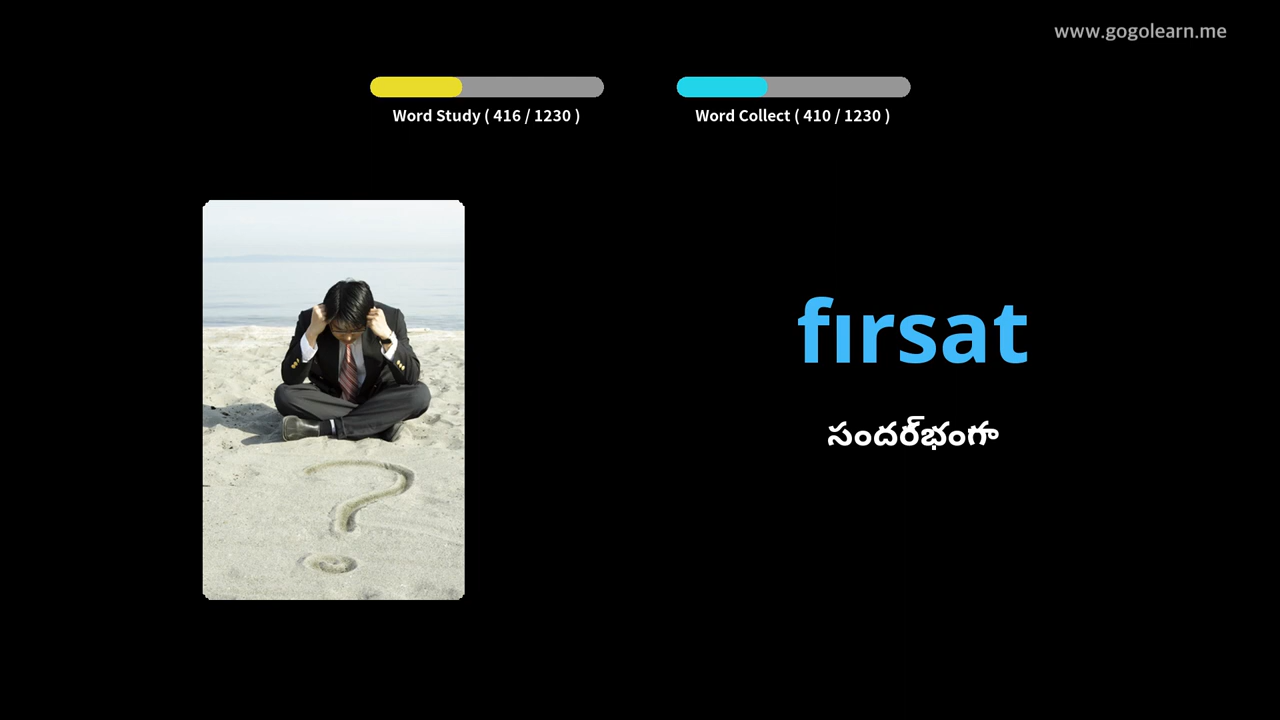 www.gogolearn.me
Word Study ( 416 / 1230 )
Word Collect ( 410 / 1230 )
fırsat
సందర్‌భంగా